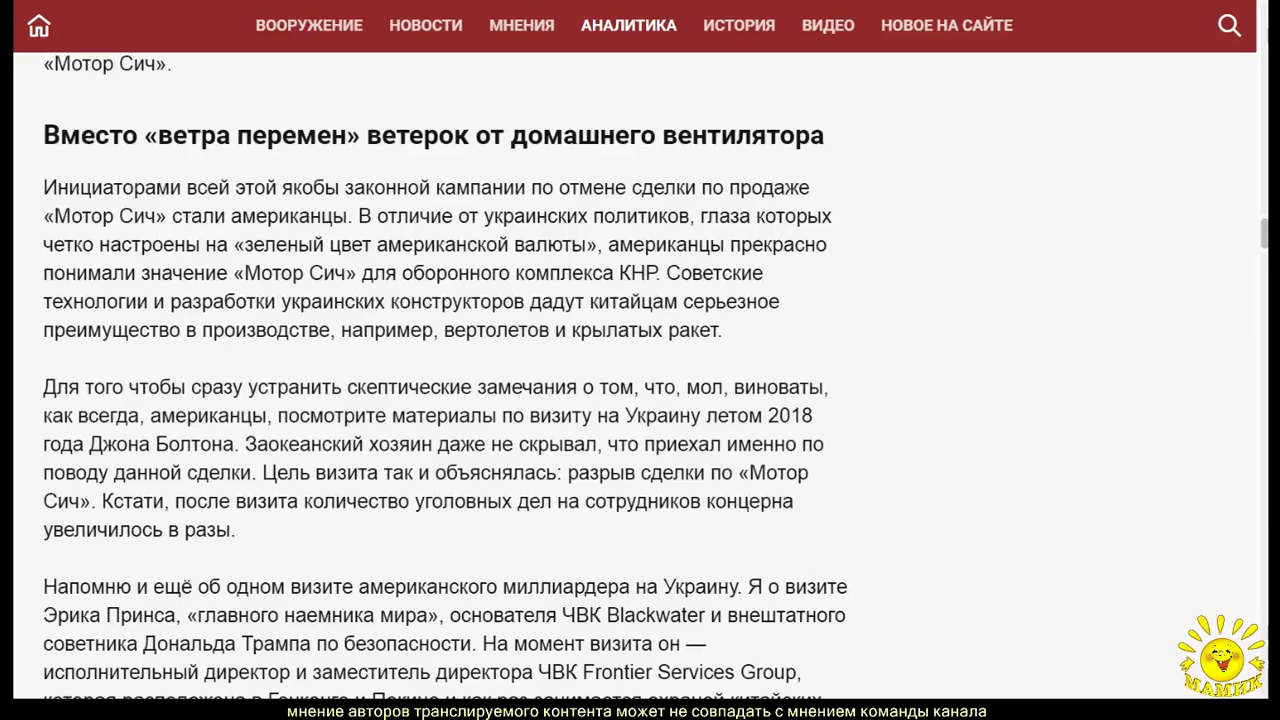 ВООРУЖЕНИЕ НОВОСТИ МНЕНИЯ АНАЛИТИКА ИСТОРИЯ ВИДЕО НОВОЕ НА САЙТЕ
«Мотор Сич».
Вместо «ветра перемен» ветерок от домашнего вентилятора
Инициаторами всей этой якобы законной кампании по отмене сделки по продаже
«Мотор Сич» стали американцы. В отличие от украинских политиков, глаза которых
четко настроены на «зеленый цвет американской валюты», американцы прекрасно
понимали значение «Мотор Сич» для оборонного комплекса КНР. Советские
технологии и разработки украинских конструкторов дадут китайцам серьезное
преимущество в производстве, например, вертолетов и крылатых ракет.
Для того чтобы сразу устранить скептические замечания о том, что, мол, виноваты,
как всегда, американцы, посмотрите материалы по визиту на Украину летом 2018
года Джона Болтона. Заокеанский хозяин даже не скрывал, что приехал именно по
поводу данной сделки. Цель визита так и объяснялась: разрыв сделки по «Мотор
Сич». Кстати, после визита количество уголовных дел на сотрудников концерна
увеличилось в разы.
Напомню и ещё об одном визите американского миллиардера на Украину. Я о визите
Эрика Принса, «главного наемника мира», основателя ЧВК Blackwater и внештатного
советника Дональда Трампа по безопасности. На момент визита он —
исполнительный директор и заместитель директора ЧВК Frontier Services Group,
которая расположена в Гонконге и Пекине и
МАМИК
мнение авторов транслируемого контента может не совпадать с мнением команды канала